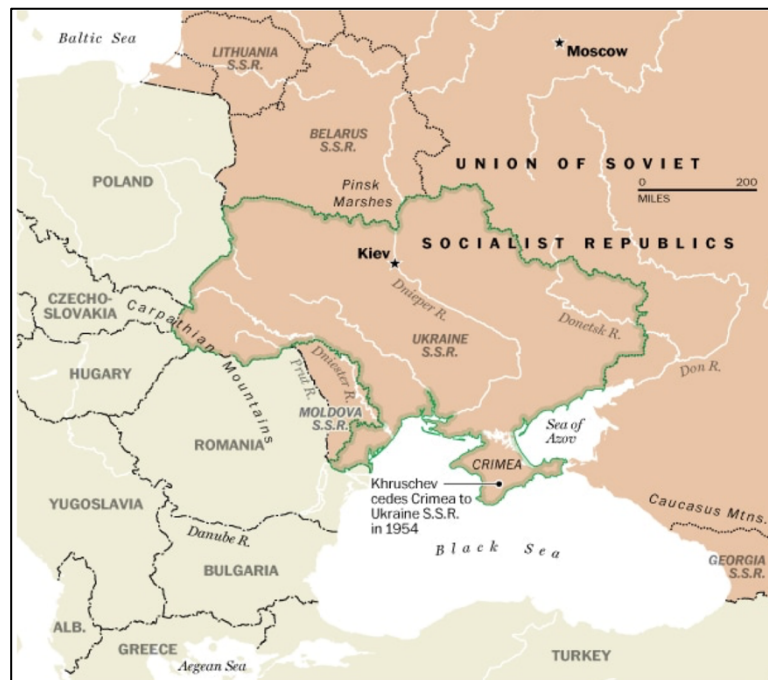 Baltic Sea
LITHUANIA
S.S.R.
Moscow
BELARUS
S.S.R.
UNION OF SOVIET
POLAND
Pinsk
Marshes
0 200
MILES
SOCIALIST REPUBLICS
Kiev
Dnieper R.
CZECHO-
SLOVAKIA
Carpathian Mountains
Donetsk R.
UKRAINE
S.S.R.
HUGARY
Prut R.
Dniester R.
Don R.
MOLDOVA
S.S.R.
Sea of
Azov
ROMANIA
CRIMEA
Khruschev
cedes Crimea to
Ukraine S.S.R.
in 1954
YUGOSLAVIA
Caucasus Mtns.
Danube R.
Black Sea
GEORGIA
S.S.R.
BULGARIA
ALB.
GREECE
Aegean Sea
TURKEY